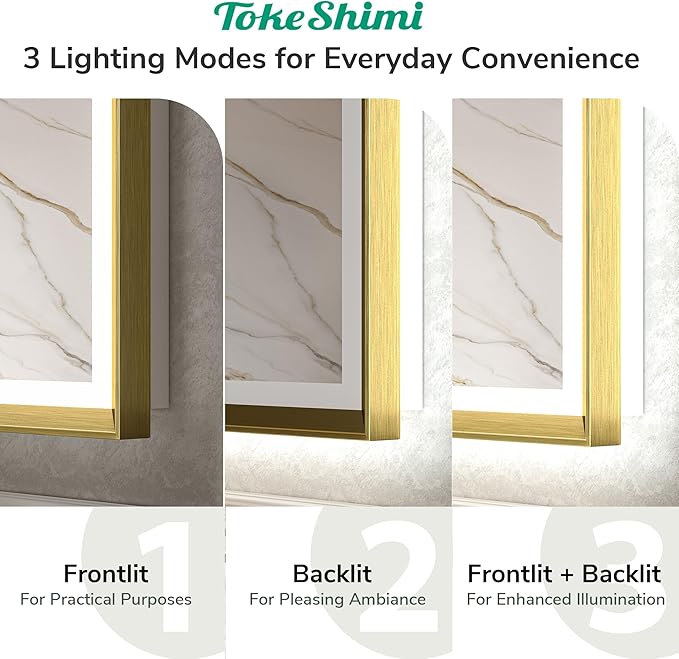 TokeShimi
3 Lighting Modes for Everyday Convenience
1
Frontlit
For Practical Purposes
2
Backlit
For Pleasing Ambiance
3
Frontlit + Backlit
For Enhanced Illumination